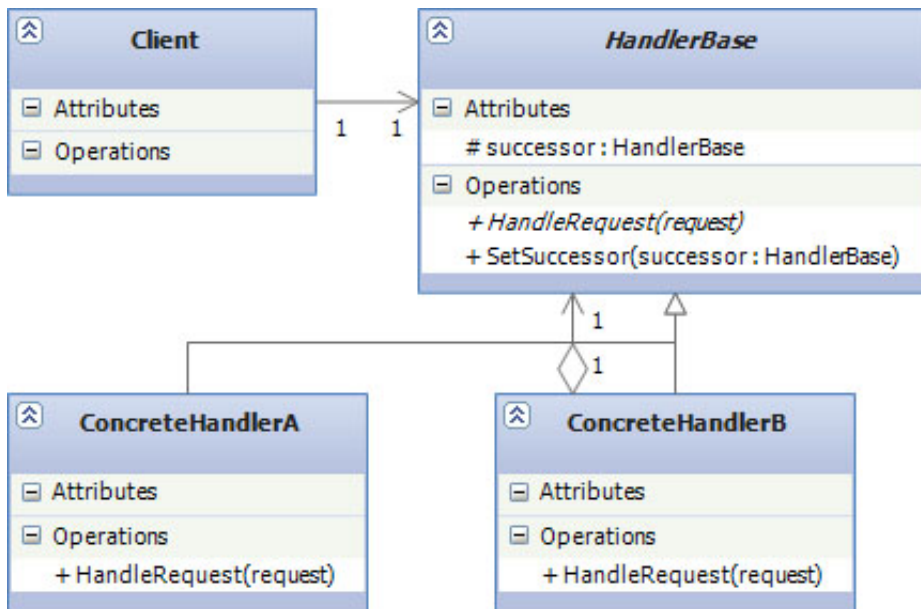 Client
Attributes
Operations
1 1
HandlerBase
Attributes
# successor : HandlerBase
Operations
+ HandleRequest(request)
+ SetSuccessor(successor : HandlerBase)
1
1
ConcreteHandlerA
Attributes
Operations
+ HandleRequest(request)
ConcreteHandlerB
Attributes
Operations
+ HandleRequest(request)